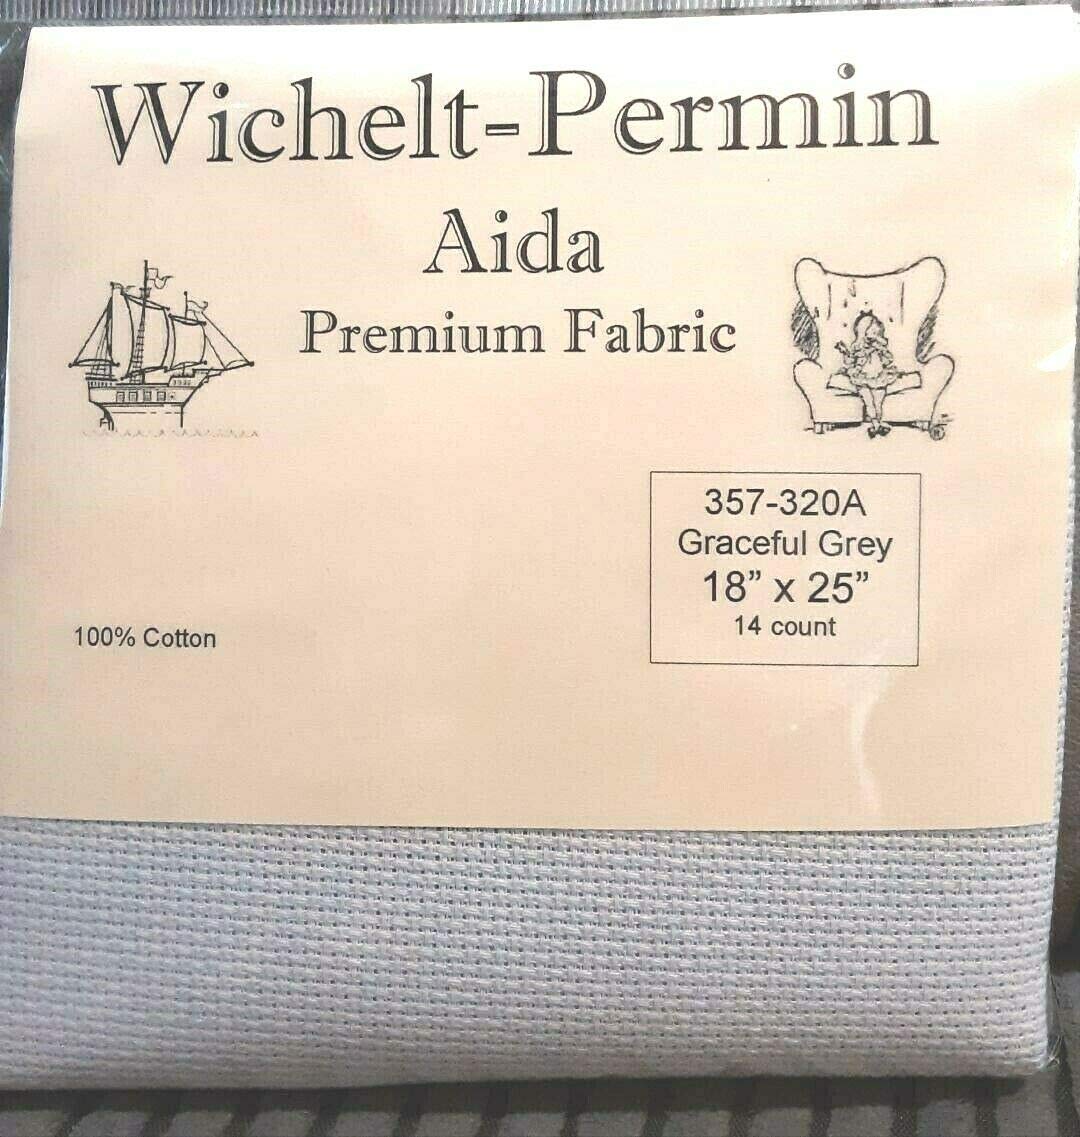 Wichelt-Permin
Aida
Premium Fabric
357-320A
Graceful Grey
18” x 25”
14 count
100% Cotton